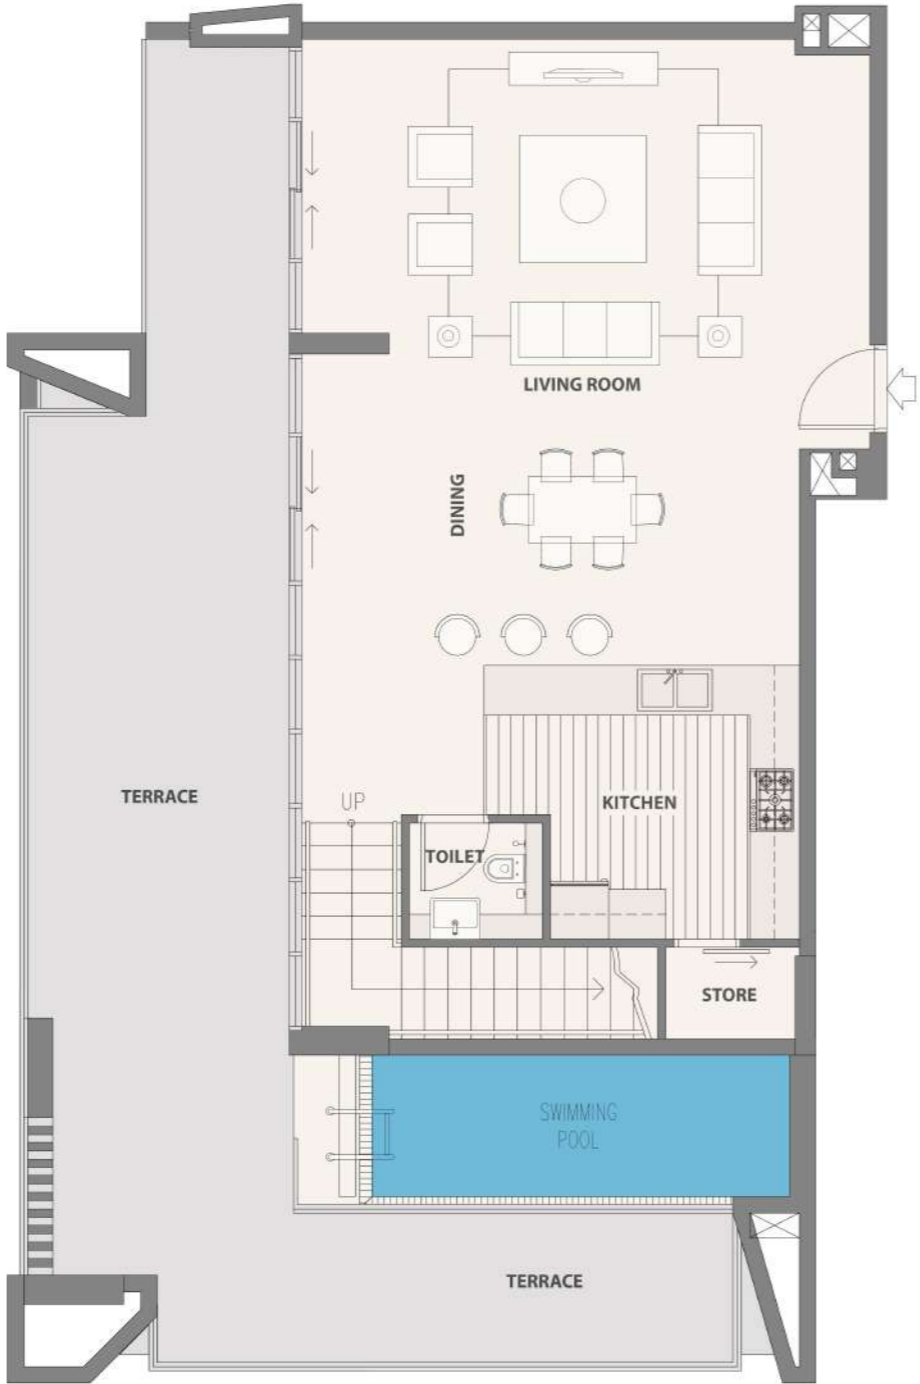 LIVING ROOM
DINING
TERRACE
UP
KITCHEN
TOILET
STORE
SWIMMING
POOL
TERRACE